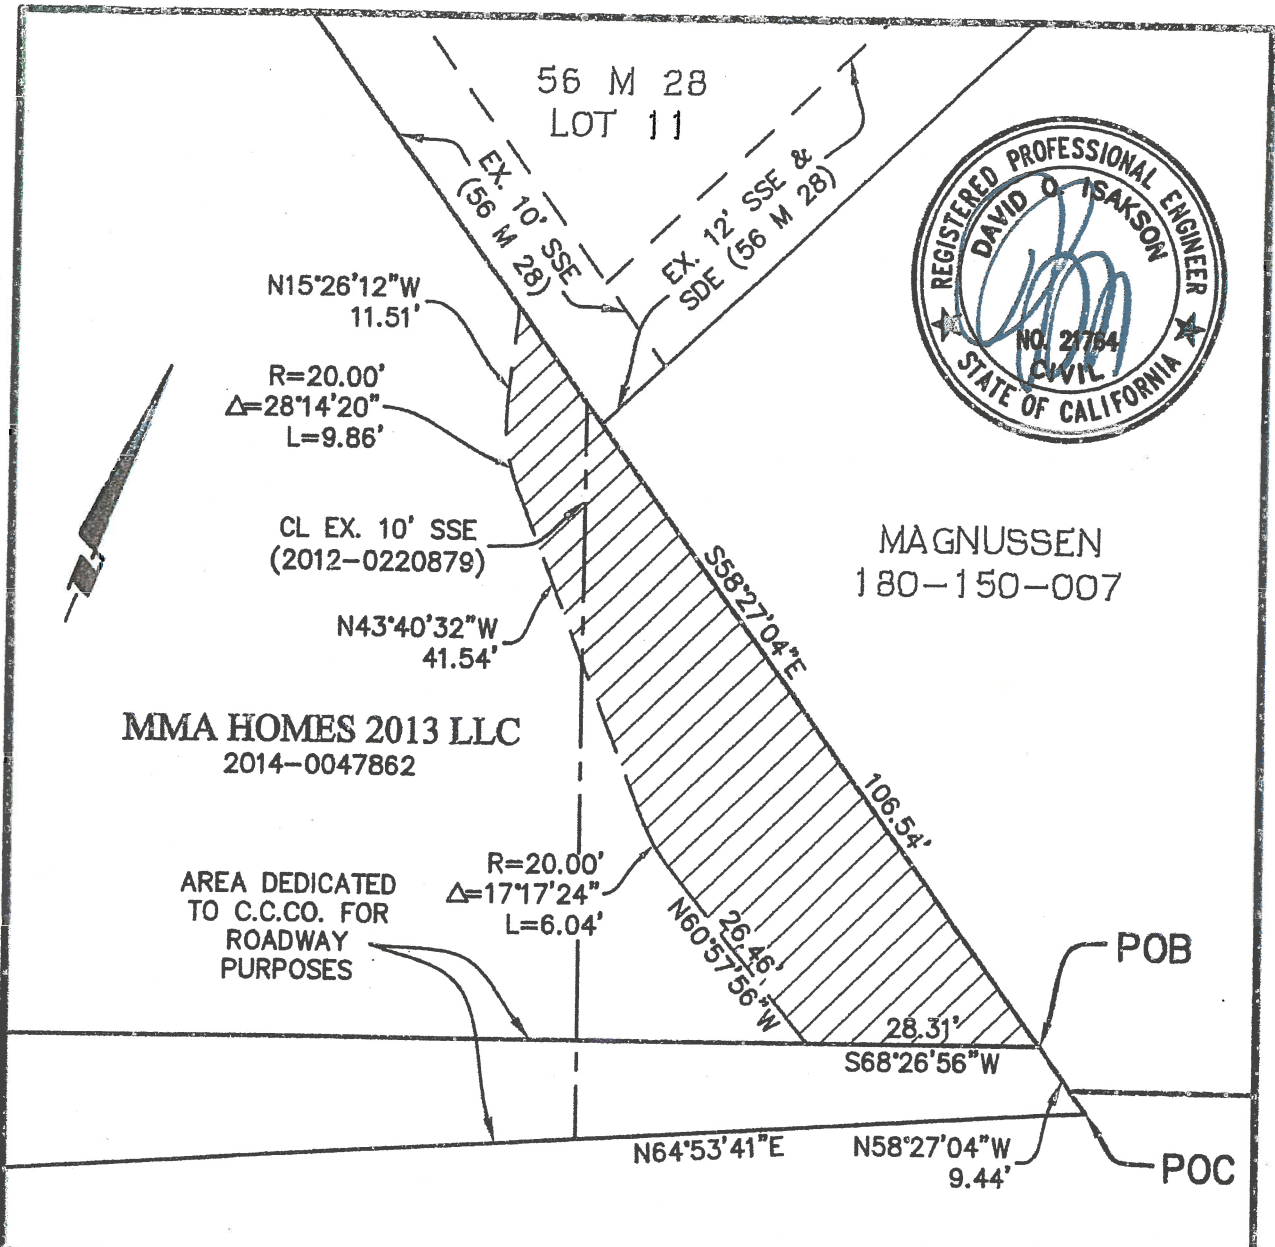 56 M 28
LOT 11
EX. 10' SSE
(56 M 28)
EX. 12' SSE &
SDE (56 M 28)
REGISTERED PROFESSIONAL ENGINEER
DAVID O. ISAKSON
NO. 21764
CIVIL
STATE OF CALIFORNIA
N15°26'12"W
11.51'
R=20.00'
Δ=28°14'20"
L=9.86'
CL EX. 10' SSE
(2012-0220879)
N43°40'32"W
41.54'
MAGNUSSEN
180-150-007
S58°27'04"E
106.54'
MMA HOMES 2013 LLC
2014-0047862
R=20.00'
Δ=17°17'24"
L=6.04'
AREA DEDICATED
TO C.C.CO. FOR
ROADWAY
PURPOSES
26.46'
N60°57'56"W
POB
28.31'
S68°26'56"W
N64°53'41"E
N58°27'04"W
9.44'
POC